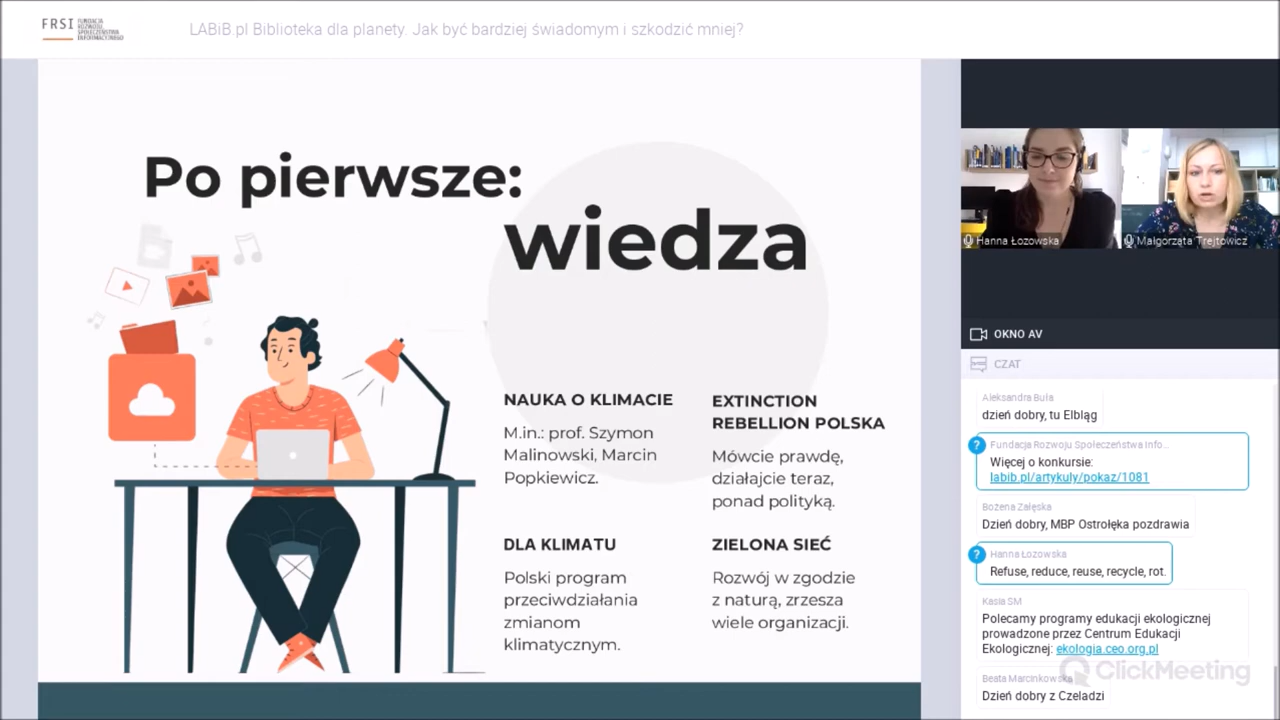 FRSI
FUNDACJA
ROZWOJU
SPOŁECZEŃSTWA
INFORMACYJNEGO
LABiB.pl Biblioteka dla planety. Jak być bardziej świadomym i szkodzić mniej?
Po pierwsze:
wiedza
NAUKA O KLIMACIE
M.in.: prof. Szymon
Malinowski, Marcin
Popkiewicz.
EXTINCTION
REBELLION POLSKA
Mówcie prawdę,
działajcie teraz,
ponad polityką.
DLA KLIMATU
Polski program
przeciwdziałania
zmianom
klimatycznym.
ZIELONA SIEĆ
Rozwój w zgodzie
z naturą, zrzesza
wiele organizacji.
Hanna Łozowska
Małgorzata Trejtowicz
OKNO AV
CZAT
Aleksandra Buła
dzień dobry, tu Elbląg
?
Fundacja Rozwoju Społeczeństwa Info...
Więcej o konkursie:
labib.pl/artykuly/pokaz/1081
Bożena Załęska
Dzień dobry, MBP Ostrołęka pozdrawia
?
Hanna Łozowska
Refuse, reduce, reuse, recycle, rot.
Kasia SM
Polecamy programy edukacji ekologicznej
prowadzone przez Centrum Edukacji
Ekologicznej: ekologia.ceo.org.pl
ClickMeeting
Beata Marcinkowska
Dzień dobry z Czeladzi